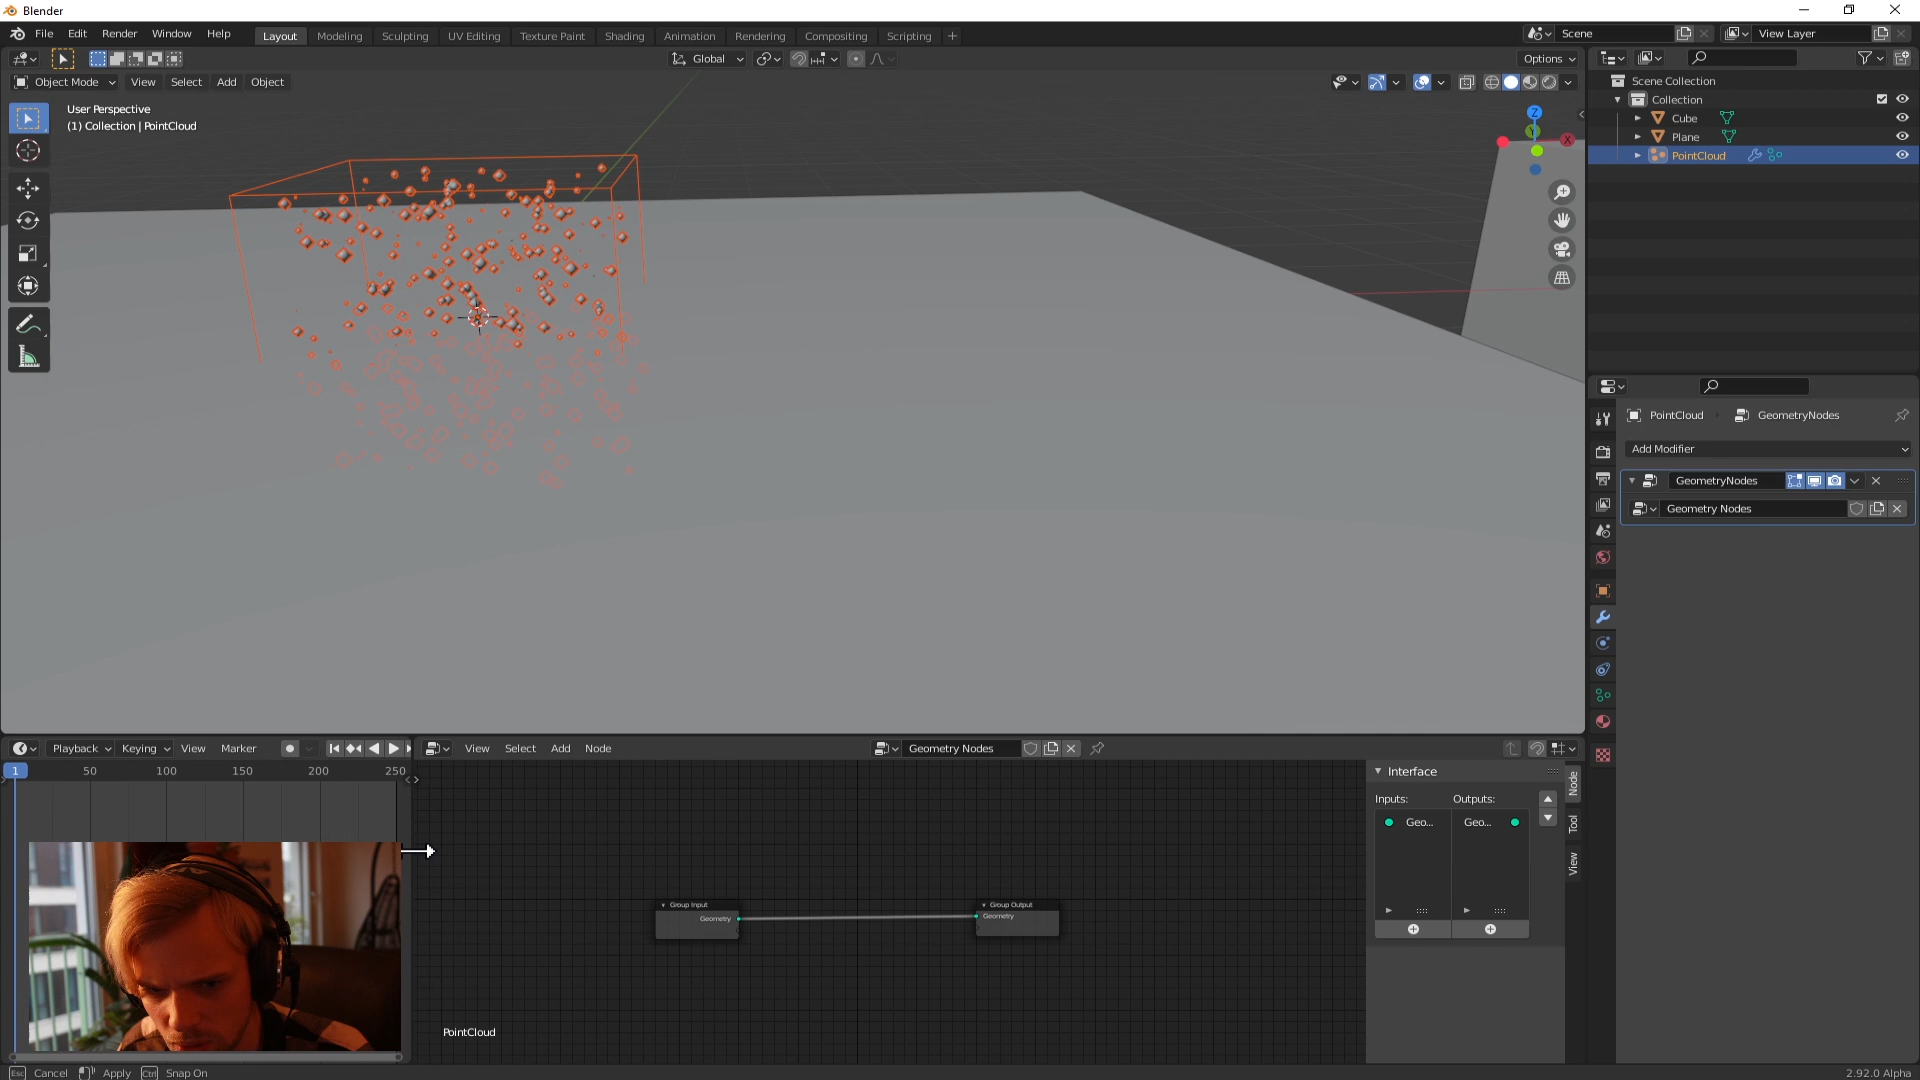 Blender
File Edit Render Window Help
Layout Modeling Sculpting UV Editing Texture Paint Shading Animation Rendering Compositing Scripting
Scene
View Layer
Global
Options
Object Mode View Select Add Object
User Perspective
(1) Collection | PointCloud
Z
Y
X
Scene Collection
Collection
Cube
Plane
PointCloud
PointCloud GeometryNodes
Add Modifier
GeometryNodes
Geometry Nodes
Playback Keying View Marker
1 50 100 150 200 250
View Select Add Node
Geometry Nodes
Interface
Inputs: Outputs:
Geo... Geo...
Node
Tool
View
Group Input
Geometry
Group Output
Geometry
PointCloud
Esc Cancel Apply Ctrl Snap On
2.92.0 Alpha